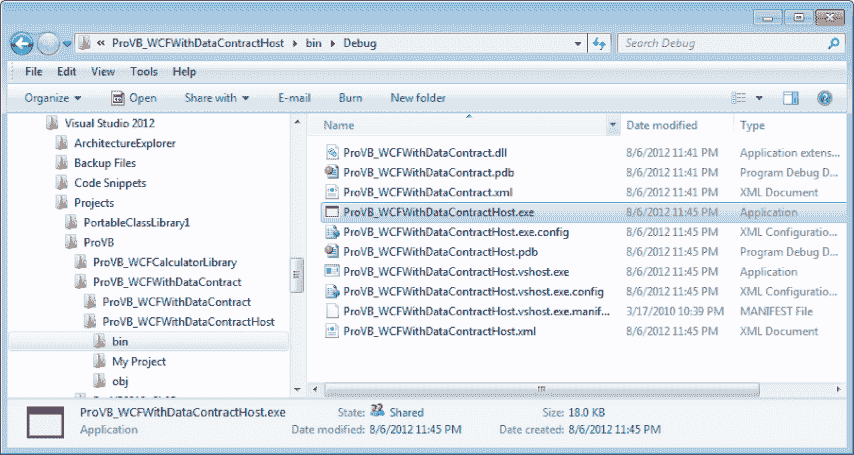 « ProVB_WCFWithDataContractHost ▸ bin ▸ Debug
Search Debug
File Edit View Tools Help
Organize Open Share with E-mail Burn New folder
Visual Studio 2012
ArchitectureExplorer
Backup Files
Code Snippets
Projects
PortableClassLibrary1
ProVB
ProVB_WCFCalculatorLibrary
ProVB_WCFWithDataContract
ProVB_WCFWithDataContract
ProVB_WCFWithDataContractHost
bin
My Project
obj
Name Date modified Type
ProVB_WCFWithDataContract.dll 8/6/2012 11:41 PM Application extens...
ProVB_WCFWithDataContract.pdb 8/6/2012 11:41 PM Program Debug D...
ProVB_WCFWithDataContract.xml 8/6/2012 11:41 PM XML Document
ProVB_WCFWithDataContractHost.exe 8/6/2012 11:45 PM Application
ProVB_WCFWithDataContractHost.exe.config 8/6/2012 11:45 PM XML Configuratio...
ProVB_WCFWithDataContractHost.pdb 8/6/2012 11:45 PM Program Debug D...
ProVB_WCFWithDataContractHost.vshost.exe 8/6/2012 11:45 PM Application
ProVB_WCFWithDataContractHost.vshost.exe.config 8/6/2012 11:45 PM XML Configuratio...
ProVB_WCFWithDataContractHost.vshost.exe.manif... 3/17/2010 10:39 PM MANIFEST File
ProVB_WCFWithDataContractHost.xml 8/6/2012 11:45 PM XML Document
ProVB_WCFWithDataContractHost.exe State: Shared Size: 18.0 KB
Application Date modified: 8/6/2012 11:45 PM Date created: 8/6/2012 11:45 PM